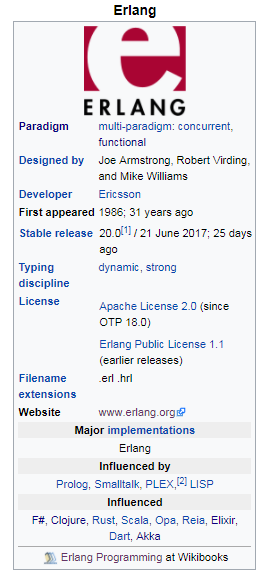 Erlang
e
ERLANG
Paradigm multi-paradigm: concurrent,
functional
Designed by Joe Armstrong, Robert Virding,
and Mike Williams
Developer Ericsson
First appeared 1986; 31 years ago
Stable release 20.0[1] / 21 June 2017; 25 days
ago
Typing dynamic, strong
discipline
License Apache License 2.0 (since
OTP 18.0)
Erlang Public License 1.1
(earlier releases)
Filename .erl .hrl
extensions
Website www.erlang.org
Major implementations
Erlang
Influenced by
Prolog, Smalltalk, PLEX,[2] LISP
Influenced
F#, Clojure, Rust, Scala, Opa, Reia, Elixir,
Dart, Akka
Erlang Programming at Wikibooks